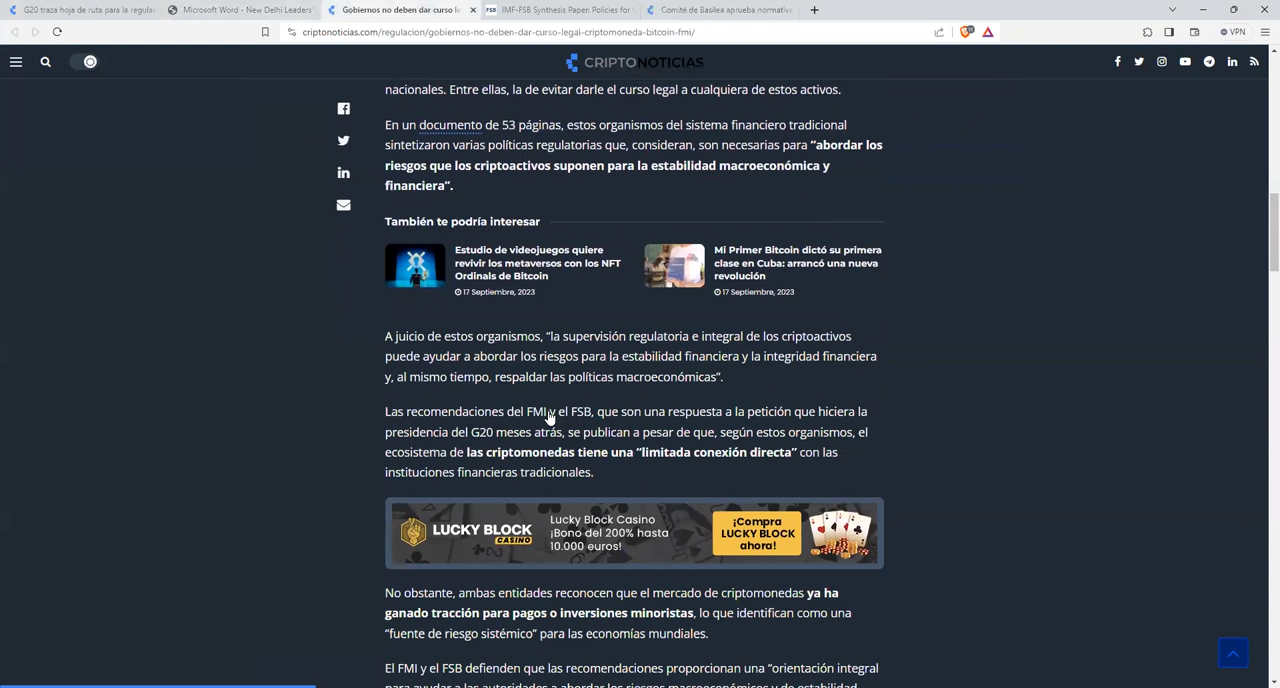 G20 traza hoja de ruta para la regula
Microsoft Word - New Delhi Leaders'
Gobiernos no deben dar curso le
FSB IMF-FSB Synthesis Paper: Policies for C
Comité de Basilea aprueba normativa
criptonoticias.com/regulacion/gobiernos-no-deben-dar-curso-legal-criptomoneda-bitcoin-fmi/
VPN
CRIPTONOTICIAS
nacionales. Entre ellas, la de evitar darle el curso legal a cualquiera de estos activos.
En un documento de 53 páginas, estos organismos del sistema financiero tradicional
sintetizaron varias políticas regulatorias que, consideran, son necesarias para “abordar los
riesgos que los criptoactivos suponen para la estabilidad macroeconómica y
financiera”.
También te podría interesar
Estudio de videojuegos quiere
revivir los metaversos con los NFT
Ordinals de Bitcoin
17 Septiembre, 2023
Mi Primer Bitcoin dictó su primera
clase en Cuba: arrancó una nueva
revolución
17 Septiembre, 2023
A juicio de estos organismos, “la supervisión regulatoria e integral de los criptoactivos
puede ayudar a abordar los riesgos para la estabilidad financiera y la integridad financiera
y, al mismo tiempo, respaldar las políticas macroeconómicas”.
Las recomendaciones del FMI y el FSB, que son una respuesta a la petición que hiciera la
presidencia del G20 meses atrás, se publican a pesar de que, según estos organismos, el
ecosistema de las criptomonedas tiene una “limitada conexión directa” con las
instituciones financieras tradicionales.
LUCKY BLOCK
CASINO
Lucky Block Casino
¡Bono del 200% hasta
10.000 euros!
¡Compra
LUCKY BLOCK
ahora!
No obstante, ambas entidades reconocen que el mercado de criptomonedas ya ha
ganado tracción para pagos o inversiones minoristas, lo que identifican como una
“fuente de riesgo sistémico” para las economías mundiales.
El FMI y el FSB defienden que las recomendaciones proporcionan una “orientación integral
para ayudar a las autoridades a abordar los riesgos macroeconómicos y de estabilidad